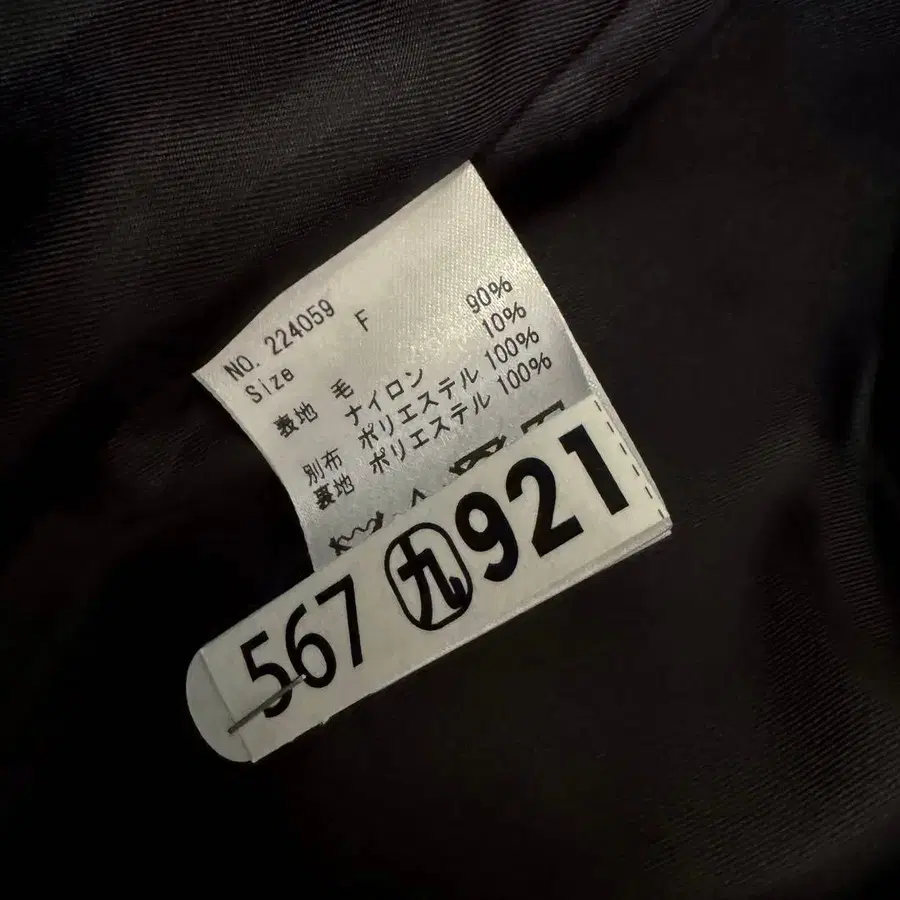 NO. 224059
Size F
表地 毛 90%
ナイロン 10%
別布 ポリエステル 100%
裏地 ポリエステル 100%
567 九 921